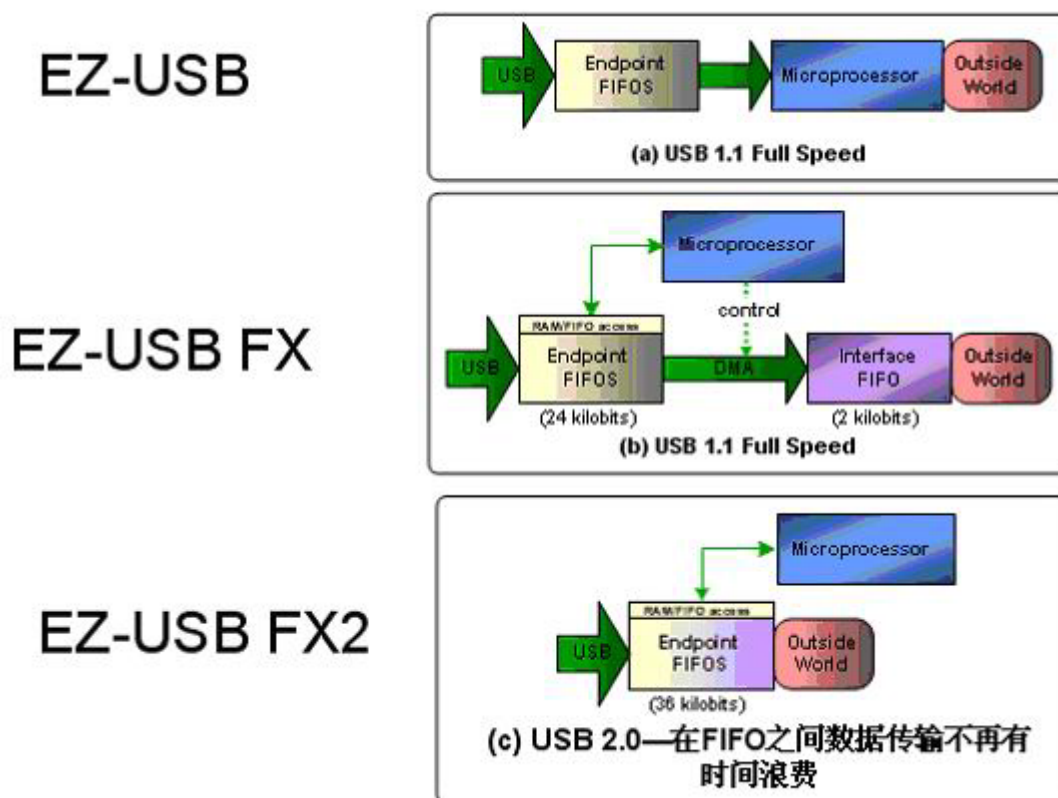 EZ-USB
USB
Endpoint
FIFOS
Microprocessor
Outside
World
(a) USB 1.1 Full Speed
EZ-USB FX
Microprocessor
control
RAM/FIFO access
USB
Endpoint
FIFOS
DMA
Interface
FIFO
Outside
World
(24 kilobits)
(2 kilobits)
(b) USB 1.1 Full Speed
EZ-USB FX2
Microprocessor
RAM/FIFO access
USB
Endpoint
FIFOS
Outside
World
(36 kilobits)
(c) USB 2.0—在FIFO之间数据传输不再有
时间浪费